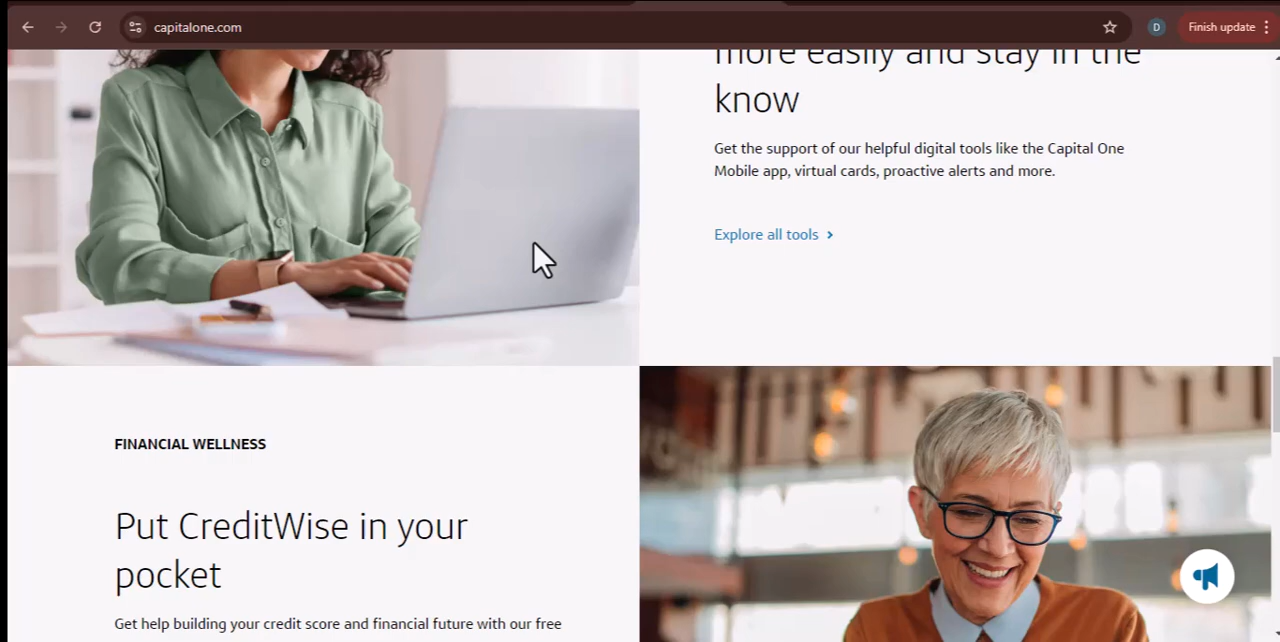 capitalone.com
D
Finish update
more easily and stay in the
know
Get the support of our helpful digital tools like the Capital One
Mobile app, virtual cards, proactive alerts and more.
Explore all tools
FINANCIAL WELLNESS
Put CreditWise in your
pocket
Get help building your credit score and financial future with our free